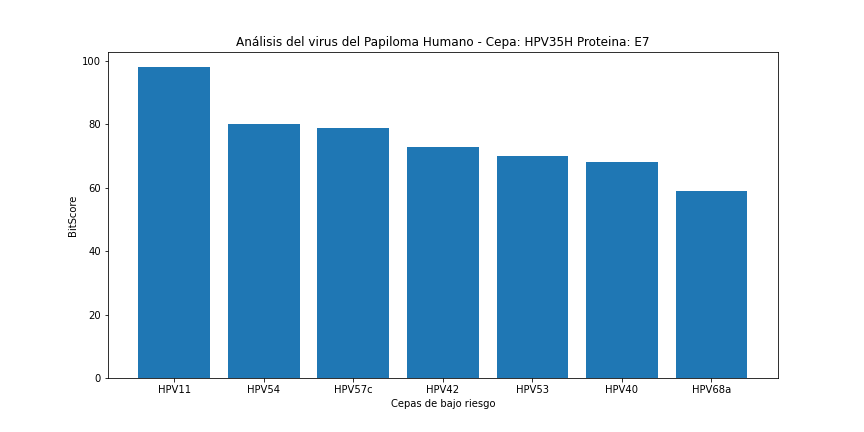 Análisis del virus del Papiloma Humano - Cepa: HPV35H Proteina: E7
100
80
60
40
20
0
BitScore
HPV11 HPV54 HPV57c HPV42 HPV53 HPV40 HPV68a
Cepas de bajo riesgo